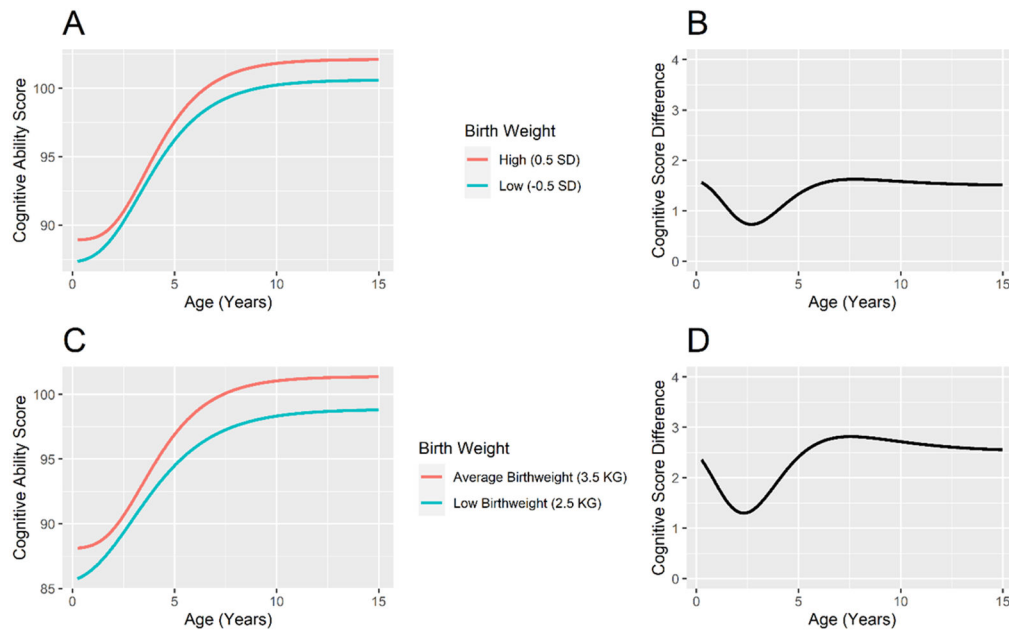 A
Cognitive Ability Score
100
95
90
0 5 10 15
Age (Years)
Birth Weight
High (0.5 SD)
Low (-0.5 SD)
B
Cognitive Score Difference
4
3
2
1
0
0 5 10 15
Age (Years)
C
Cognitive Ability Score
100
95
90
85
0 5 10 15
Age (Years)
Birth Weight
Average Birthweight (3.5 KG)
Low Birthweight (2.5 KG)
D
Cognitive Score Difference
4
3
2
1
0
0 5 10 15
Age (Years)